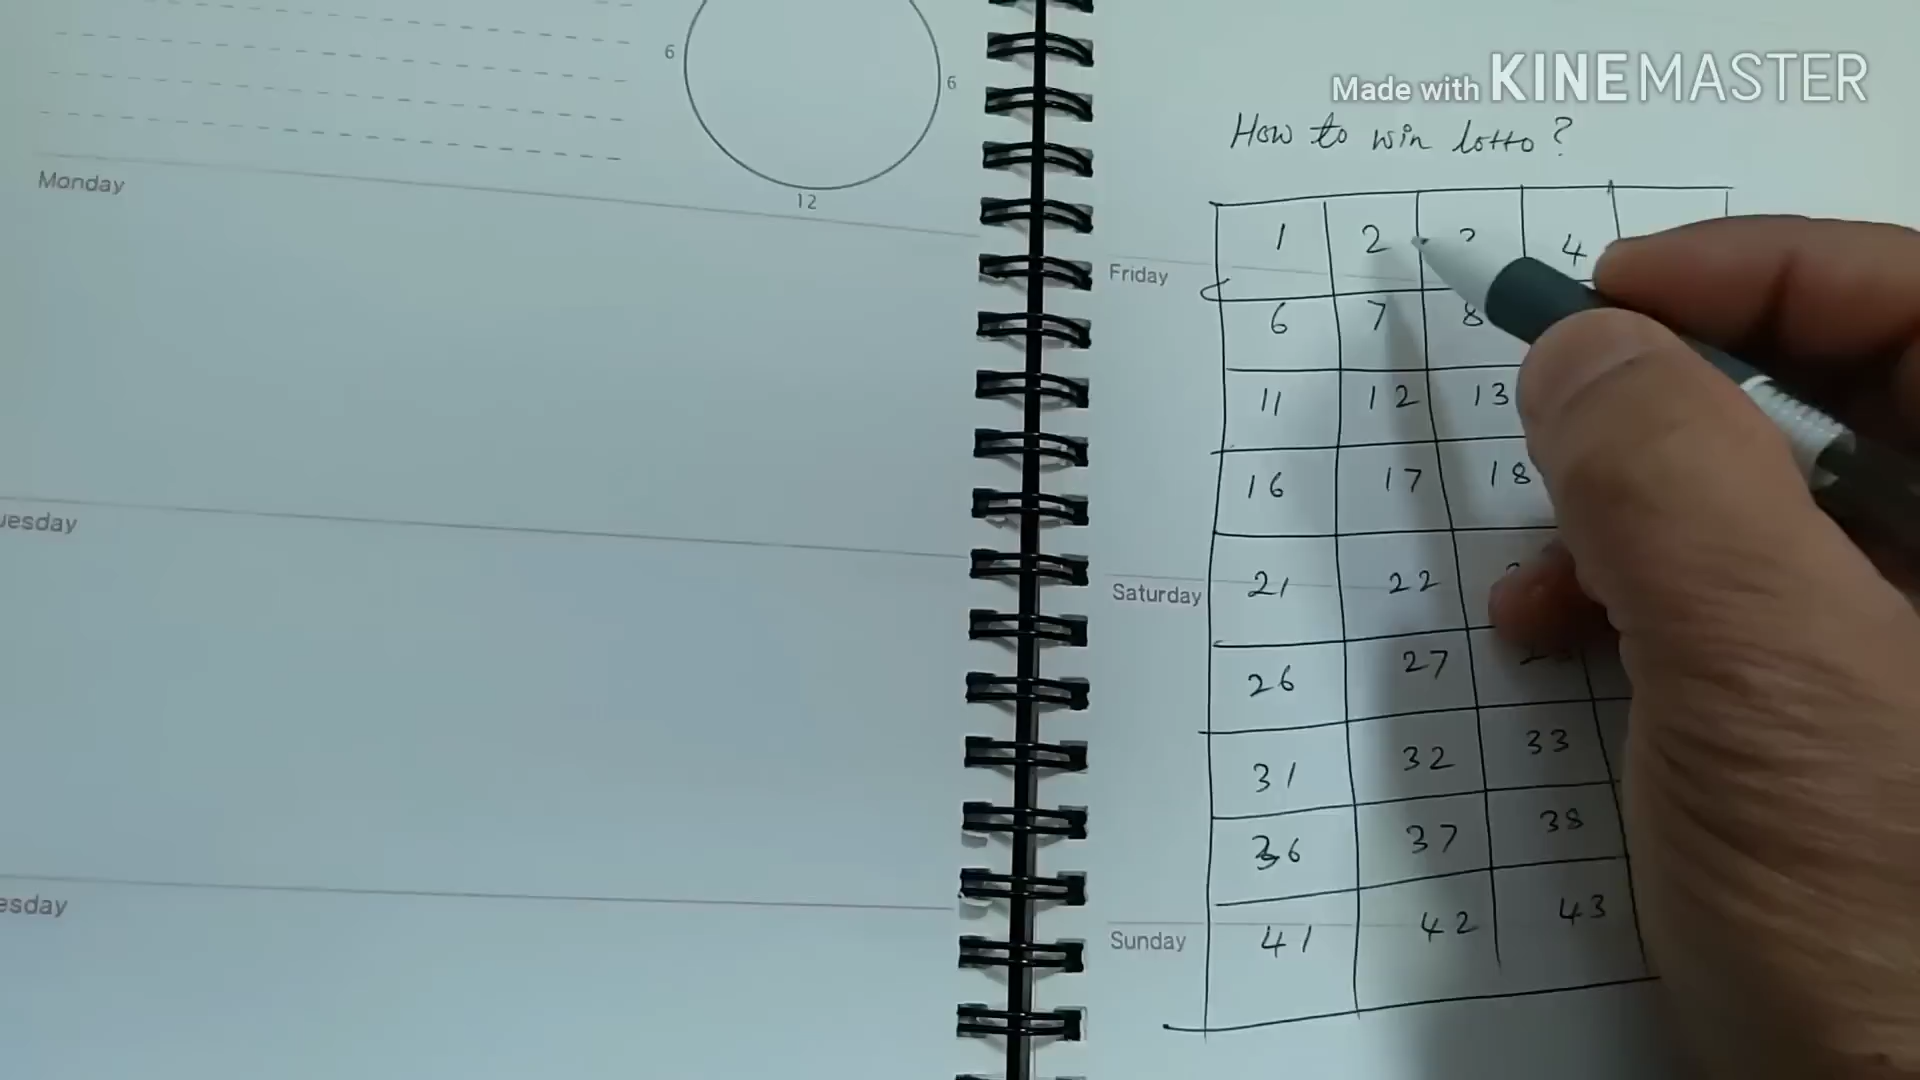 Made with KINEMASTER
How to win lotto?
6
6
12
Monday
uesday
esday
Friday
Saturday
Sunday
1 2 4
6 7 8
11 12 13
16 17 18
21 22
26 27
31 32 33
36 37 38
41 42 43